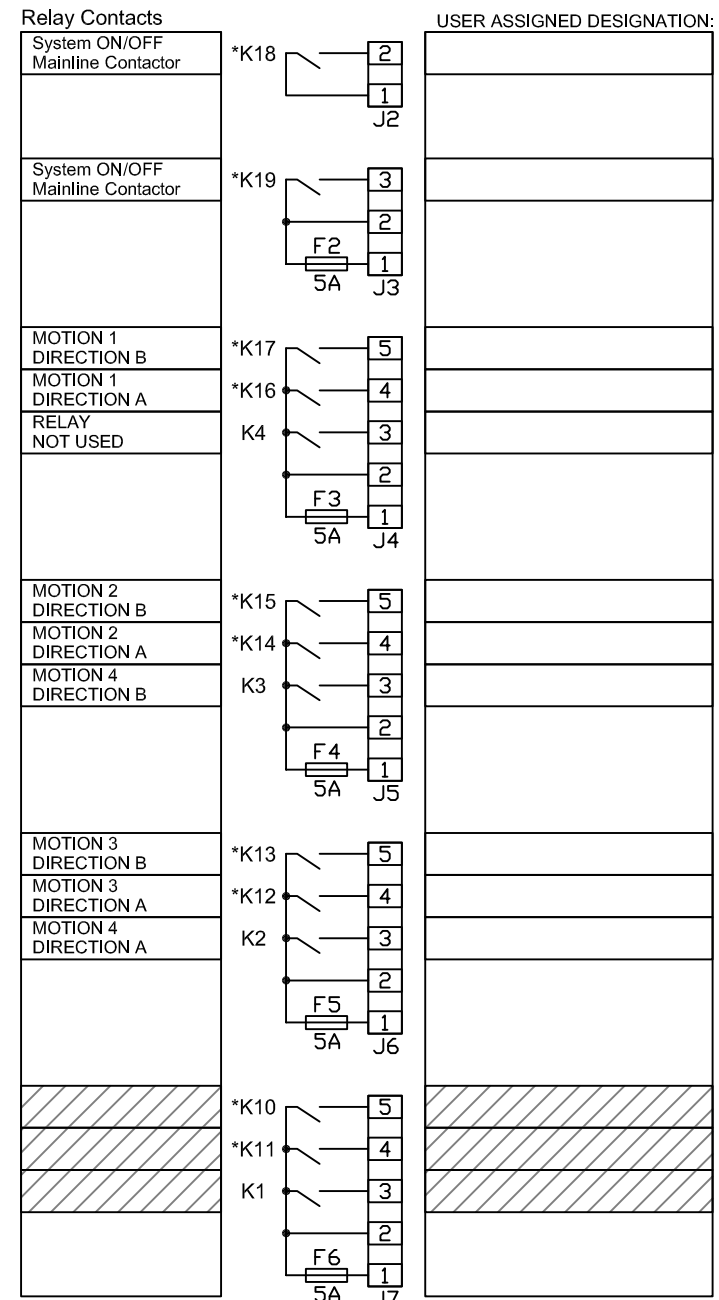 Relay Contacts
USER ASSIGNED DESIGNATION:
System ON/OFF
Mainline Contactor
*K18
2
1
J2
System ON/OFF
Mainline Contactor
*K19
3
2
F2
1
5A
J3
MOTION 1
DIRECTION B
*K17
5
MOTION 1
DIRECTION A
*K16
4
RELAY
NOT USED
K4
3
2
F3
1
5A
J4
MOTION 2
DIRECTION B
*K15
5
MOTION 2
DIRECTION A
*K14
4
MOTION 4
DIRECTION B
K3
3
2
F4
1
5A
J5
MOTION 3
DIRECTION B
*K13
5
MOTION 3
DIRECTION A
*K12
4
MOTION 4
DIRECTION A
K2
3
2
F5
1
5A
J6
*K10
5
*K11
4
K1
3
2
F6
1
5A
J7